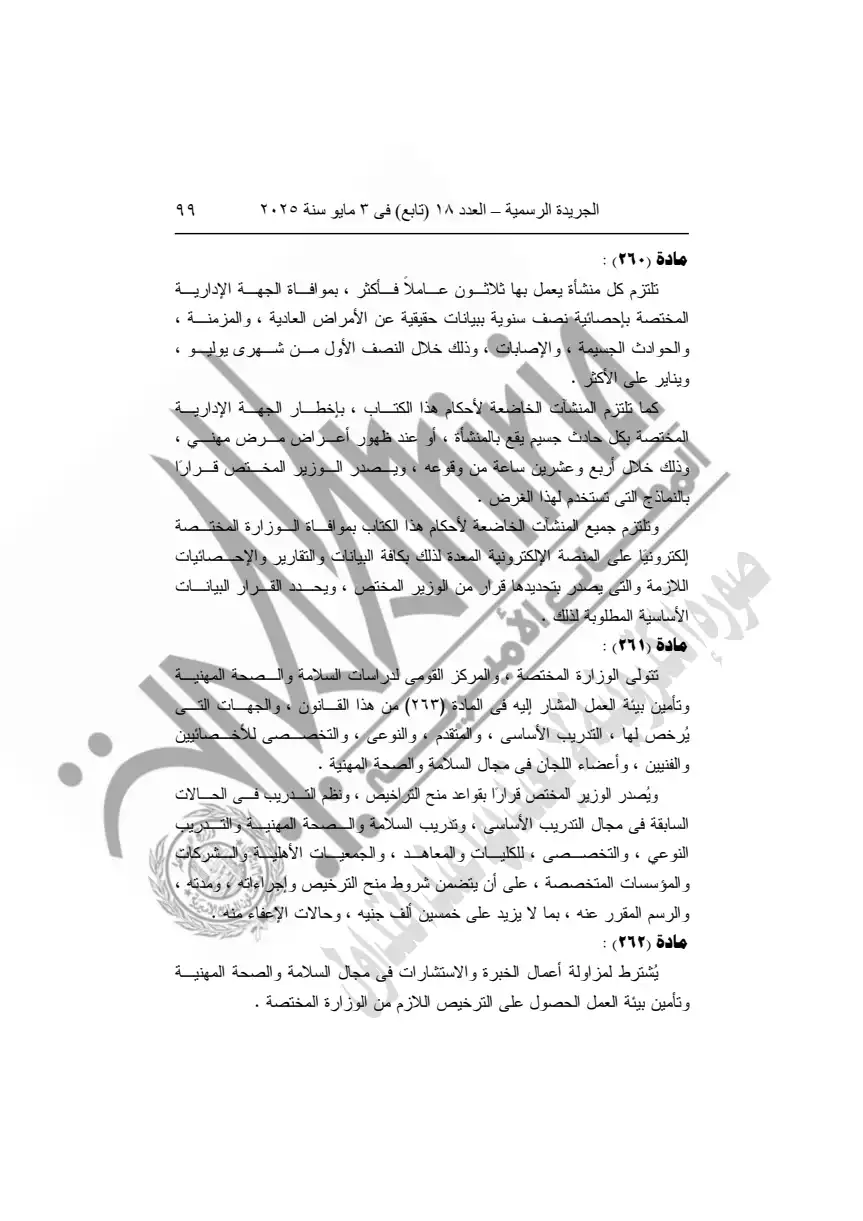 الجريدة الرسمية – العدد ١٨ (تابع) فى ٣ مايو سنة ٢٠٢٥ ٩٩
مادة (٢٦٠) :
تلتزم كل منشأة يعمل بها ثلاثون عاملاً فأكثر ، بموافاة الجهة الإدارية
المختصة بإحصائية نصف سنوية ببيانات حقيقية عن الأمراض العادية ، والمزمنة ،
والحوادث الجسيمة ، والإصابات ، وذلك خلال النصف الأول من شهرى يوليو ،
ويناير على الأكثر .
كما تلتزم المنشآت الخاضعة لأحكام هذا الكتاب ، بإخطار الجهة الإدارية
المختصة بكل حادث جسيم يقع بالمنشأة ، أو عند ظهور أعراض مرض مهني ،
وذلك خلال أربع وعشرين ساعة من وقوعه ، ويصدر الوزير المختص قرارًا
بالنماذج التى تستخدم لهذا الغرض .
وتلتزم جميع المنشآت الخاضعة لأحكام هذا الكتاب بموافاة الوزارة المختصة
إلكترونيًا على المنصة الإلكترونية المعدة لذلك بكافة البيانات والتقارير والإحصائيات
اللازمة والتى يصدر بتحديدها قرار من الوزير المختص ، ويحدد القرار البيانات
الأساسية المطلوبة لذلك .
مادة (٢٦١) :
تتولى الوزارة المختصة ، والمركز القومى لدراسات السلامة والصحة المهنية
وتأمين بيئة العمل المشار إليه فى المادة (٢٦٣) من هذا القانون ، والجهات التى
يُرخص لها ، التدريب الأساسى ، والمتقدم ، والنوعى ، والتخصصى للأخصائيين
والفنيين ، وأعضاء اللجان فى مجال السلامة والصحة المهنية .
ويُصدر الوزير المختص قرارًا بقواعد منح التراخيص ، ونظم التدريب فى الحالات
السابقة فى مجال التدريب الأساسى ، وتدريب السلامة والصحة المهنية والتدريب
النوعي ، والتخصصى ، للكليات والمعاهد ، والجمعيات الأهلية والشركات
والمؤسسات المتخصصة ، على أن يتضمن شروط منح الترخيص وإجراءاته ، ومدته ،
والرسم المقرر عنه ، بما لا يزيد على خمسين ألف جنيه ، وحالات الإعفاء منه .
مادة (٢٦٢) :
يُشترط لمزاولة أعمال الخبرة والاستشارات فى مجال السلامة والصحة المهنية
وتأمين بيئة العمل الحصول على الترخيص اللازم من الوزارة المختصة .